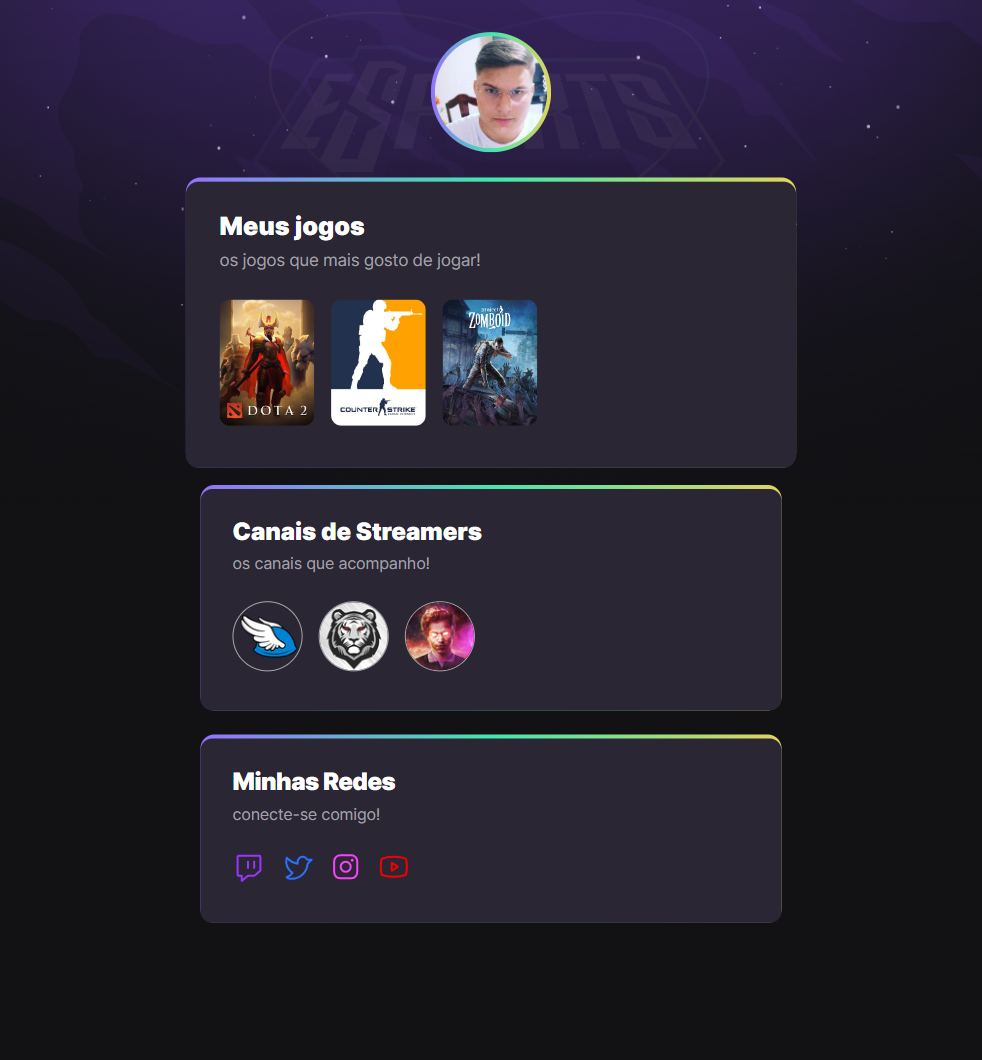 ESPORTS
Meus jogos
os jogos que mais gosto de jogar!
PROJECT
ZOMBOID
DOTA 2
COUNTER STRIKE
Canais de Streamers
os canais que acompanho!
Minhas Redes
conecte-se comigo!